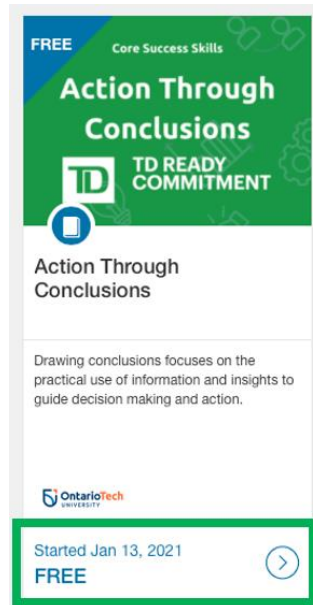 FREE
Core Success Skills
Action Through
Conclusions
TD
TD READY
COMMITMENT
Action Through
Conclusions
Drawing conclusions focuses on the
practical use of information and insights to
guide decision making and action.
OntarioTech
UNIVERSITY
Started Jan 13, 2021
FREE